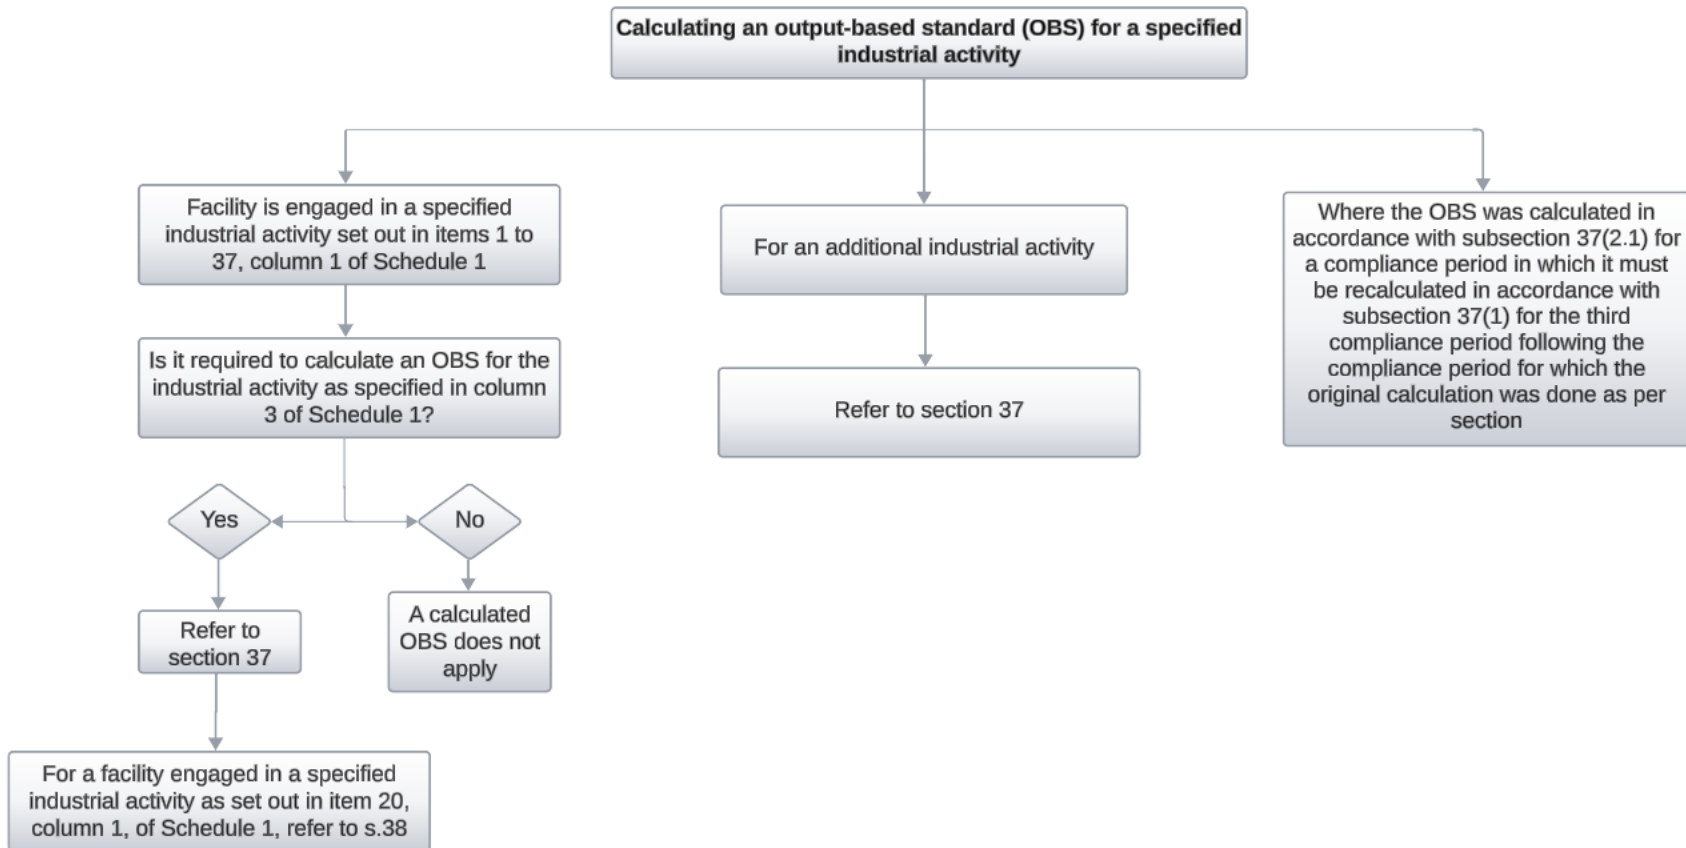 Calculating an output-based standard (OBS) for a specified
industrial activity
Facility is engaged in a specified
industrial activity set out in items 1 to
37, column 1 of Schedule 1
Is it required to calculate an OBS for the
industrial activity as specified in column
3 of Schedule 1?
Yes
No
Refer to
section 37
A calculated
OBS does not
apply
For a facility engaged in a specified
industrial activity as set out in item 20,
column 1, of Schedule 1, refer to s.38
For an additional industrial activity
Refer to section 37
Where the OBS was calculated in
accordance with subsection 37(2.1) for
a compliance period in which it must
be recalculated in accordance with
subsection 37(1) for the third
compliance period following the
compliance period for which the
original calculation was done as per
section